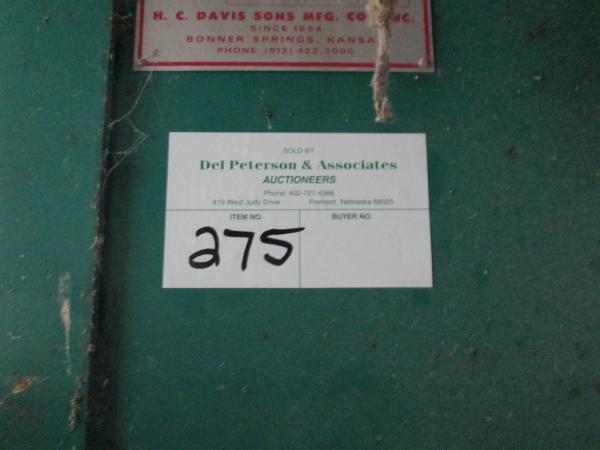 H. C. DAVIS SONS MFG. CO., INC.
SINCE 1894
BONNER SPRINGS, KANSAS
PHONE (913) 422-3000
SOLD BY
Del Peterson & Associates
AUCTIONEERS
Phone: 402-721-4388
419 West Judy Drive Fremont, Nebraska 68025
ITEM NO. BUYER NO.
275